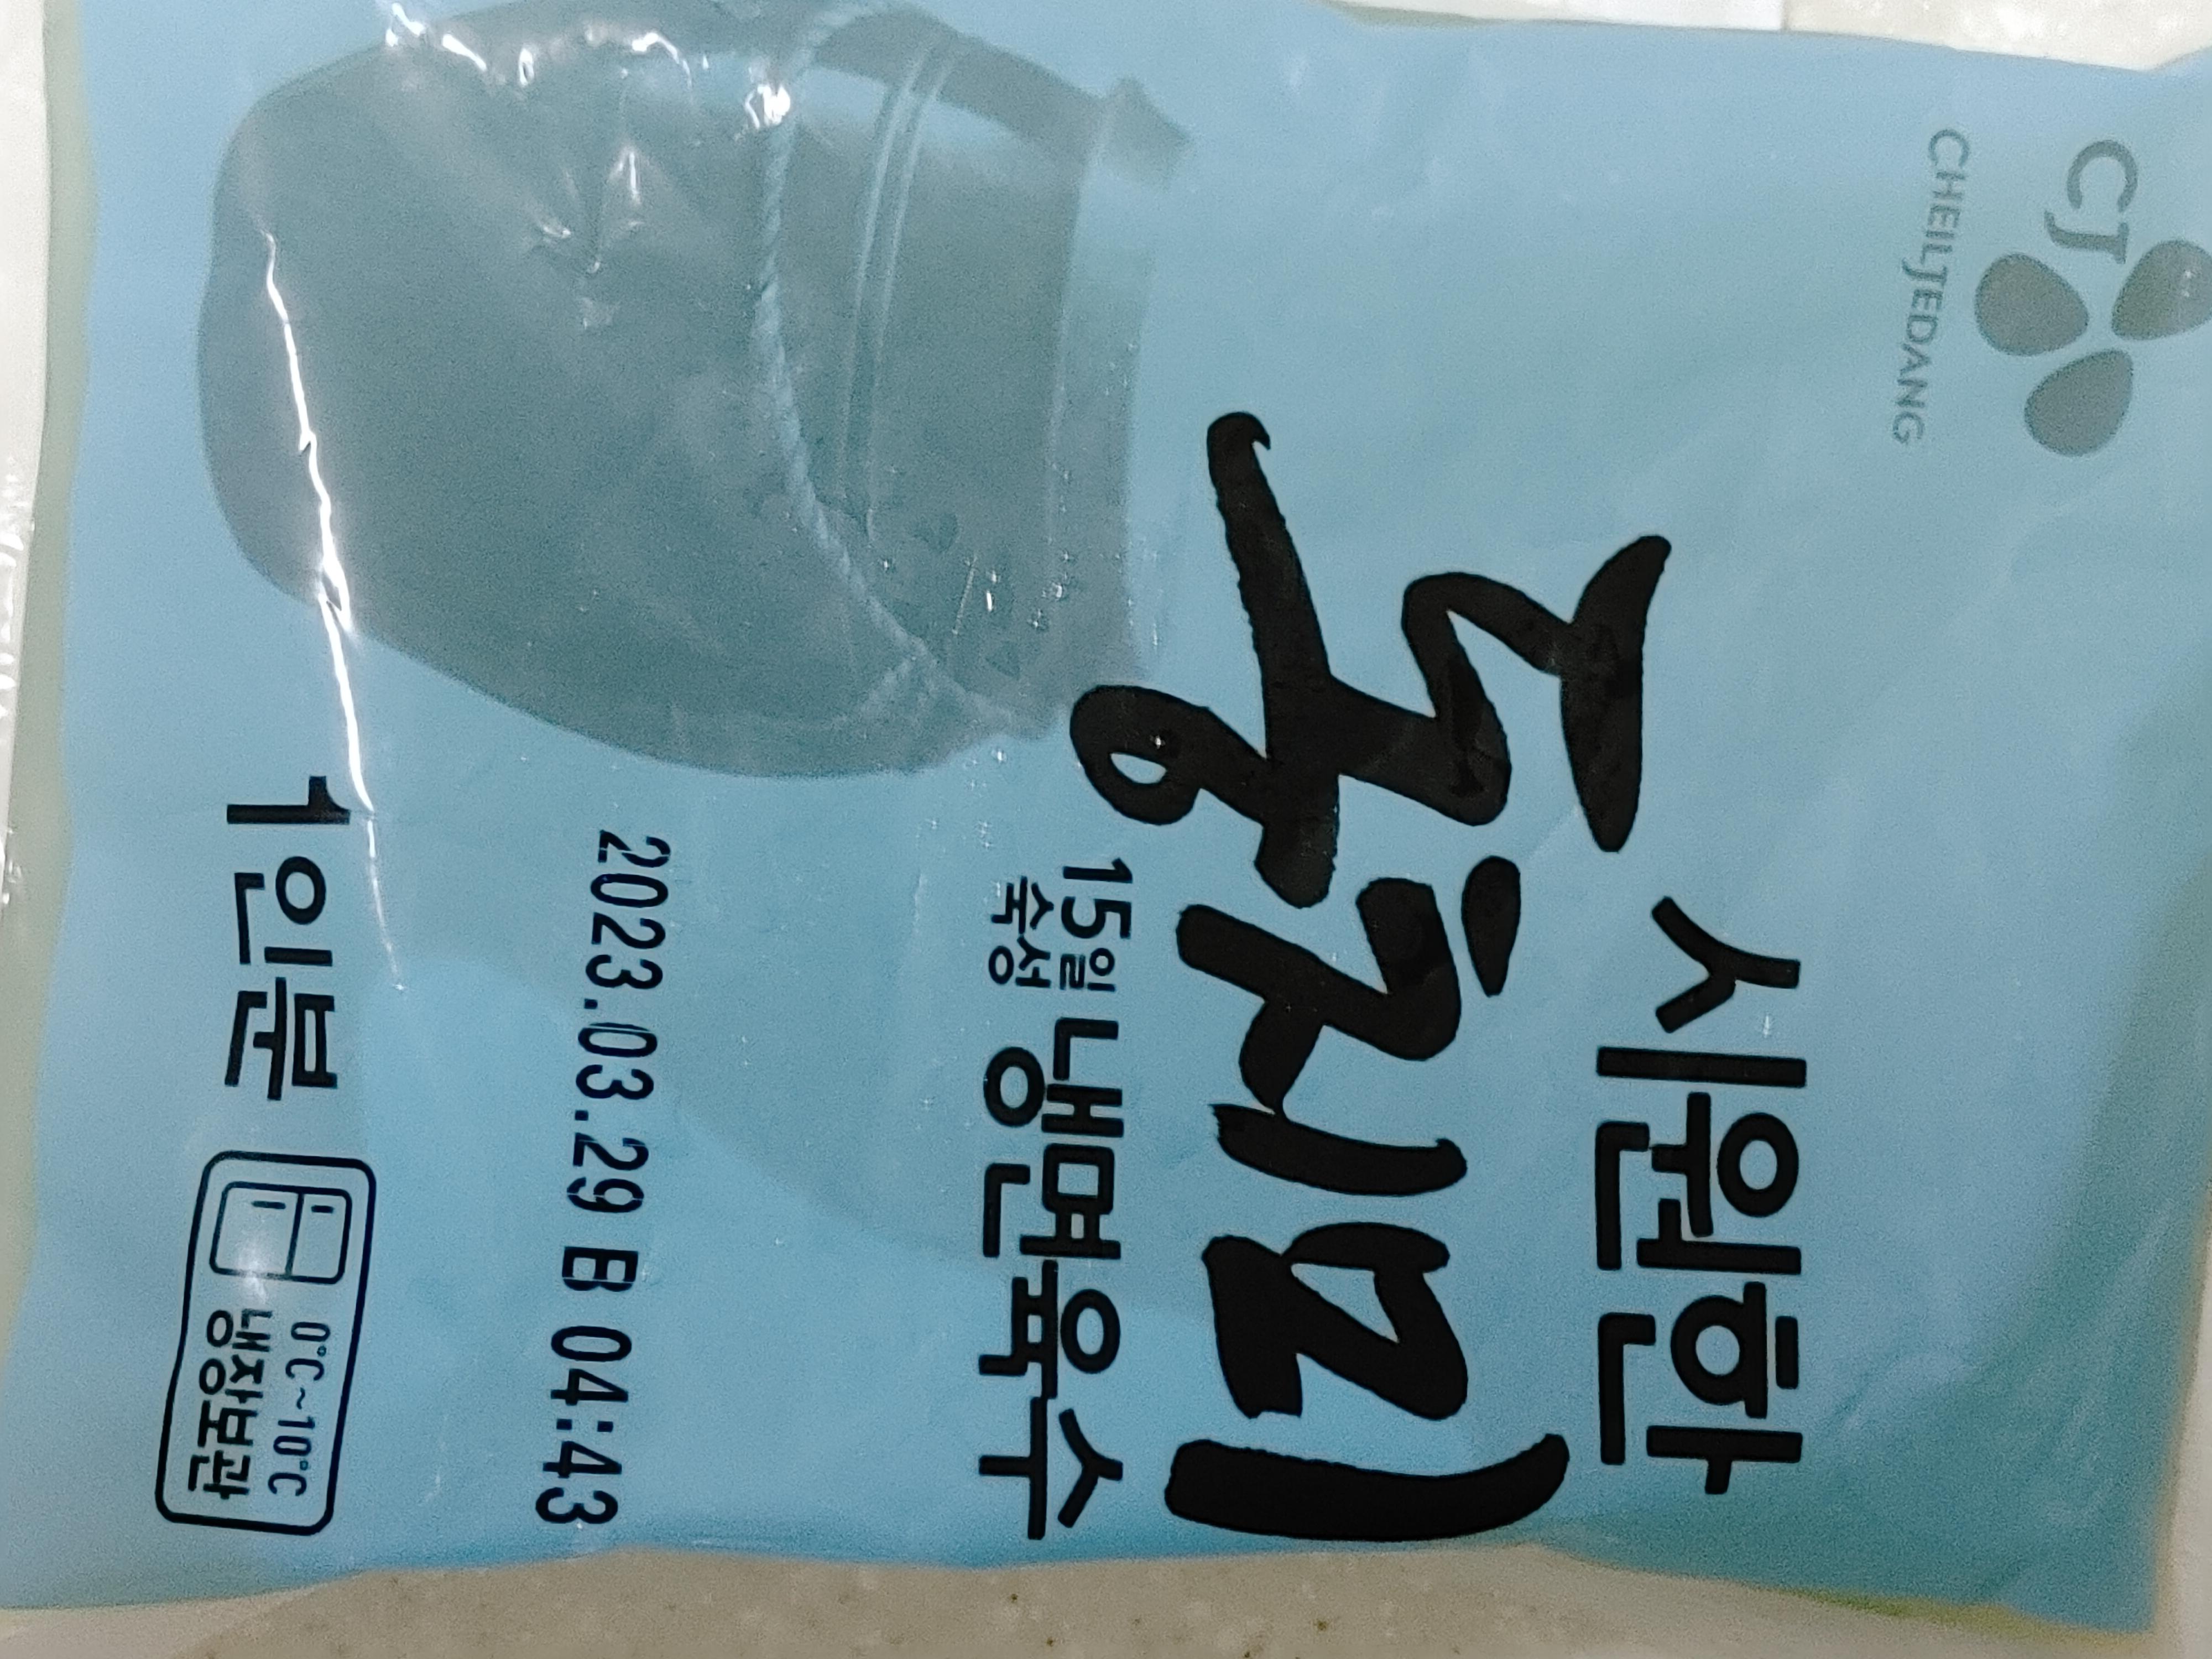 CJ
CHEILJEDANG
시원한
동치미
15일
숙성
냉면육수
2023.03.29 B 04:43
1인분
0℃~10℃
냉장보관